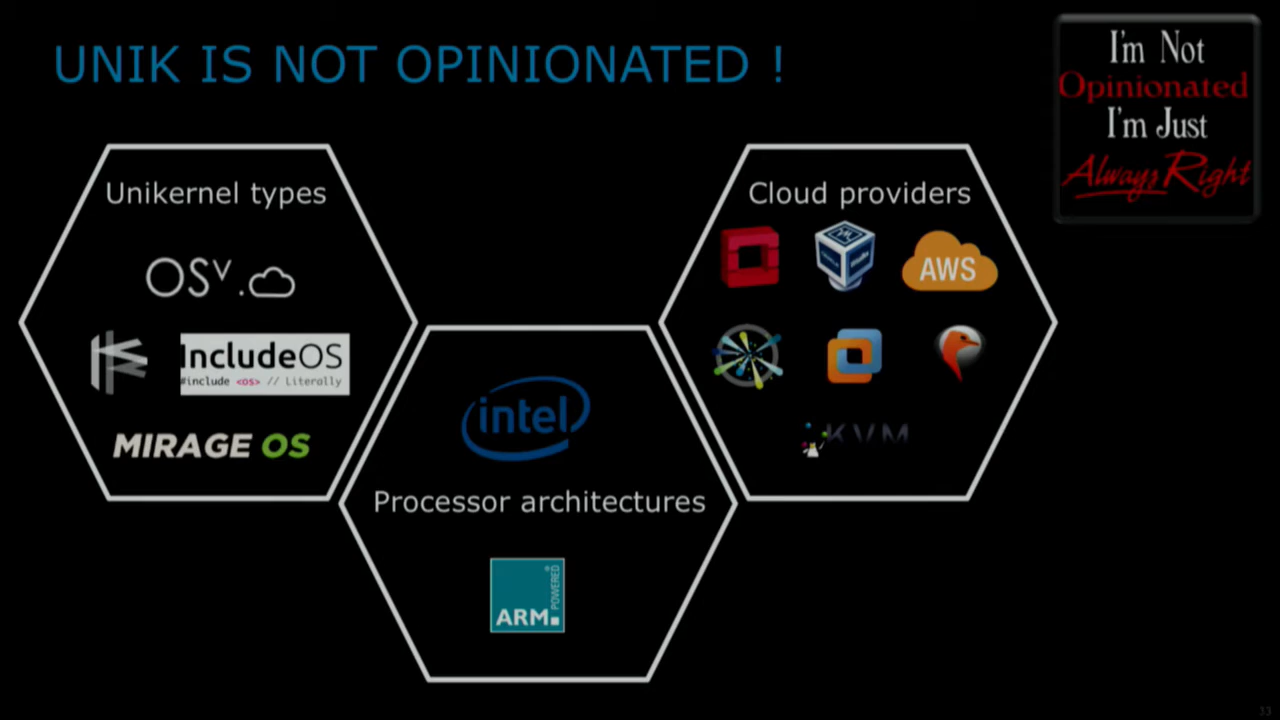 UNIK IS NOT OPINIONATED !
I'm Not
Opinionated
I'm Just
Always Right
Unikernel types
OSv.
IncludeOS
#include <os> // Literally
MIRAGE OS
intel
Processor architectures
ARM
POWERED
Cloud providers
AWS
KVM
33